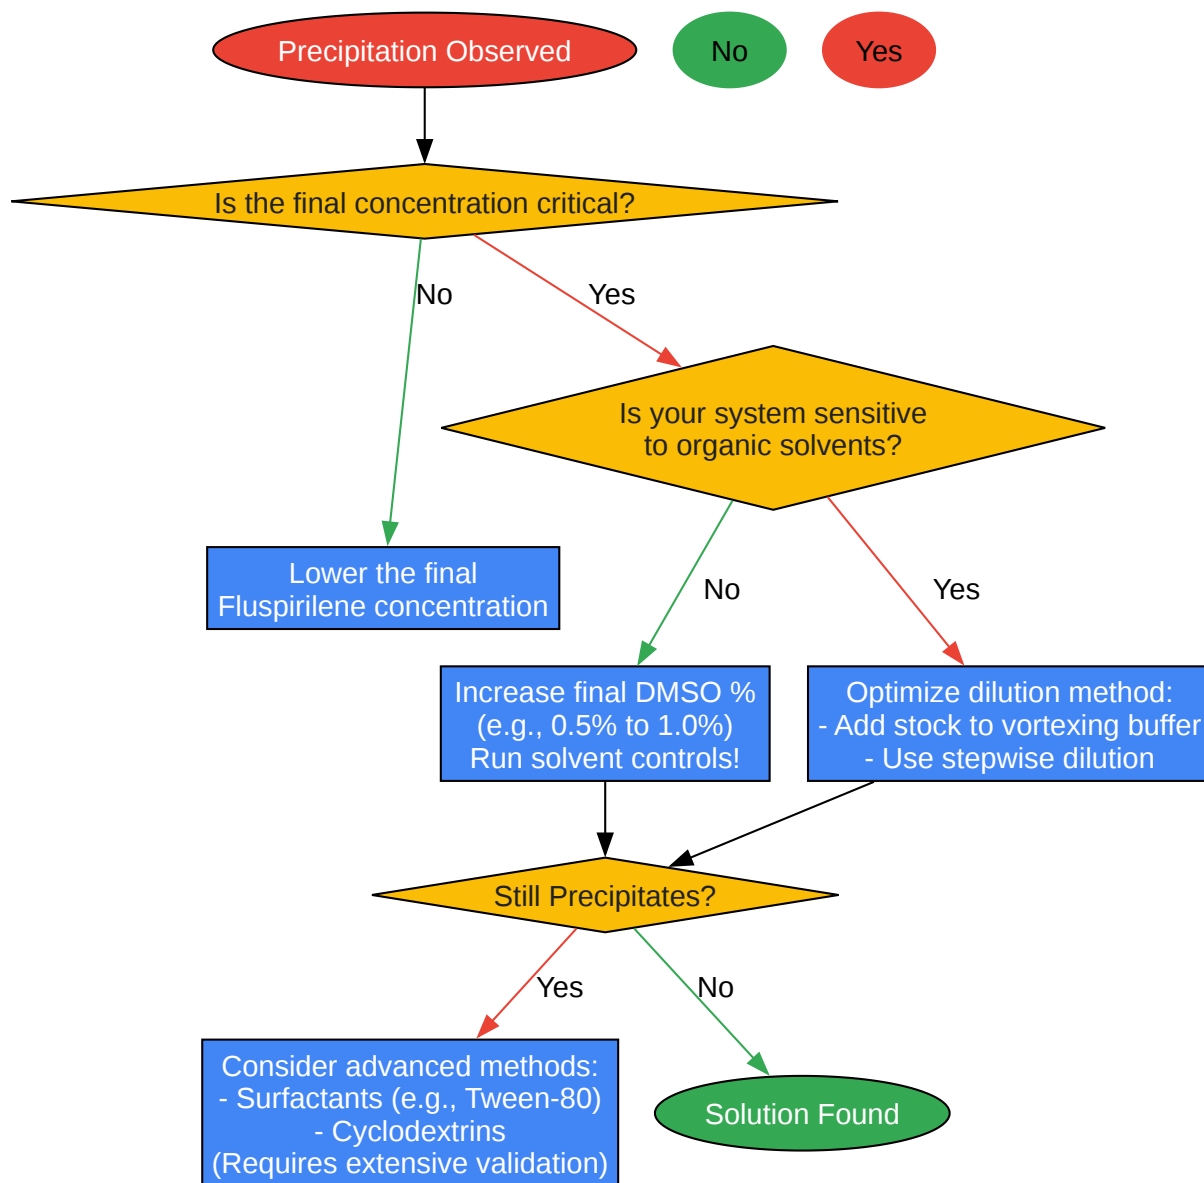 Precipitation Observed
No
Yes
Is the final concentration critical?
No
Yes
Is your system sensitive
to organic solvents?
Lower the final
Fluspirilene concentration
No
Yes
Increase final DMSO %
(e.g., 0.5% to 1.0%)
Run solvent controls!
Optimize dilution method:
- Add stock to vortexing buffer
- Use stepwise dilution
Still Precipitates?
Yes
No
Consider advanced methods:
- Surfactants (e.g., Tween-80)
- Cyclodextrins
(Requires extensive validation)
Solution Found